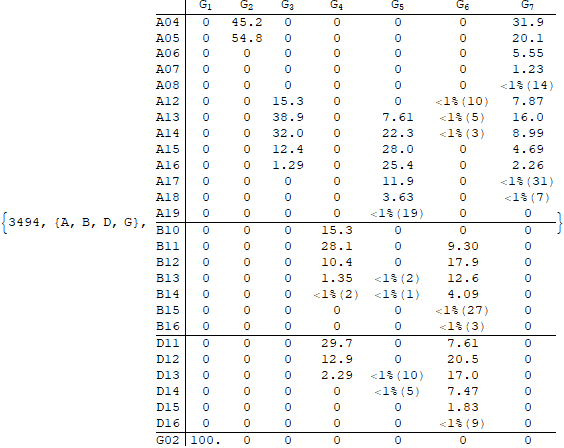 G1 G2 G3 G4 G5 G6 G7
A04 0 45.2 0 0 0 0 31.9
A05 0 54.8 0 0 0 0 20.1
A06 0 0 0 0 0 0 5.55
A07 0 0 0 0 0 0 1.23
A08 0 0 0 0 0 0 <1%(14)
A12 0 0 15.3 0 0 <1%(10) 7.87
A13 0 0 38.9 0 7.61 <1%(5) 16.0
A14 0 0 32.0 0 22.3 <1%(3) 8.99
A15 0 0 12.4 0 28.0 0 4.69
A16 0 0 1.29 0 25.4 0 2.26
A17 0 0 0 0 11.9 0 <1%(31)
A18 0 0 0 0 3.63 0 <1%(7)
A19 0 0 0 0 <1%(19) 0 0
{3494, {A, B, D, G}, }
B10 0 0 0 15.3 0 0 0
B11 0 0 0 28.1 0 9.30 0
B12 0 0 0 10.4 0 17.9 0
B13 0 0 0 1.35 <1%(2) 12.6 0
B14 0 0 0 <1%(2) <1%(1) 4.09 0
B15 0 0 0 0 0 <1%(27) 0
B16 0 0 0 0 0 <1%(3) 0
D11 0 0 0 29.7 0 7.61 0
D12 0 0 0 12.9 0 20.5 0
D13 0 0 0 2.29 <1%(10) 17.0 0
D14 0 0 0 0 <1%(5) 7.47 0
D15 0 0 0 0 0 1.83 0
D16 0 0 0 0 0 <1%(9) 0
G02 100. 0 0 0 0 0 0